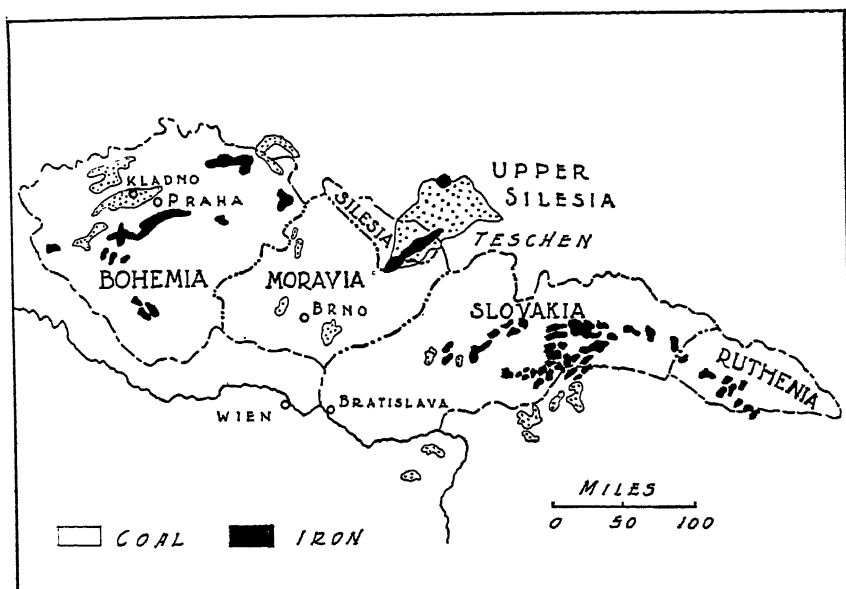 UPPER
SILESIA
KLADNO
PRAHA
SILESIA
TESCHEN
BOHEMIA
MORAVIA
SLOVAKIA
BRNO
RUTHENIA
WIEN
BRATISLAVA
MILES
0 50 100
COAL
IRON